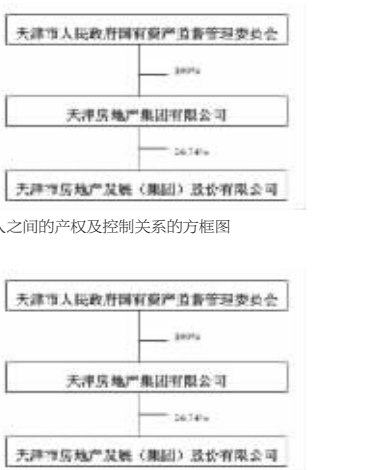 天津市人民政府国有资产监督管理委员会
100%
天津房地产集团有限公司
26.74%
天津市房地产发展（集团）股份有限公司
人之间的产权及控制关系的方框图
天津市人民政府国有资产监督管理委员会
100%
天津房地产集团有限公司
26.74%
天津市房地产发展（集团）股份有限公司